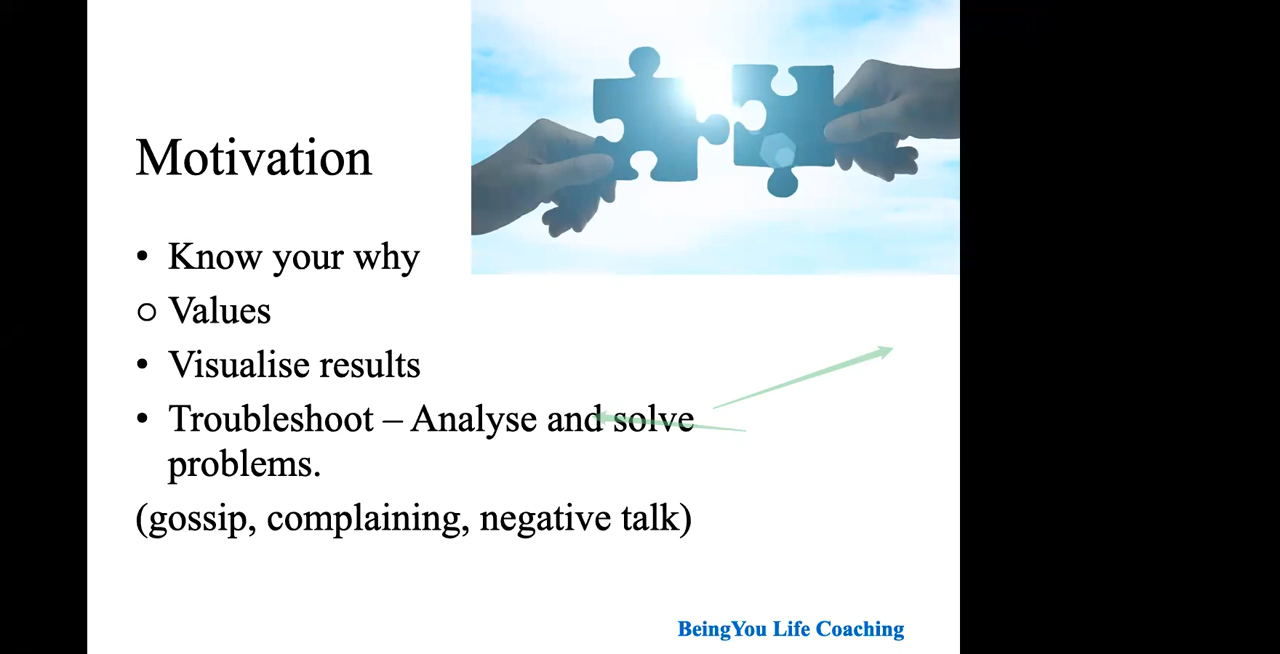 Motivation
• Know your why
○ Values
• Visualise results
• Troubleshoot – Analyse and solve
problems.
(gossip, complaining, negative talk)
BeingYou Life Coaching